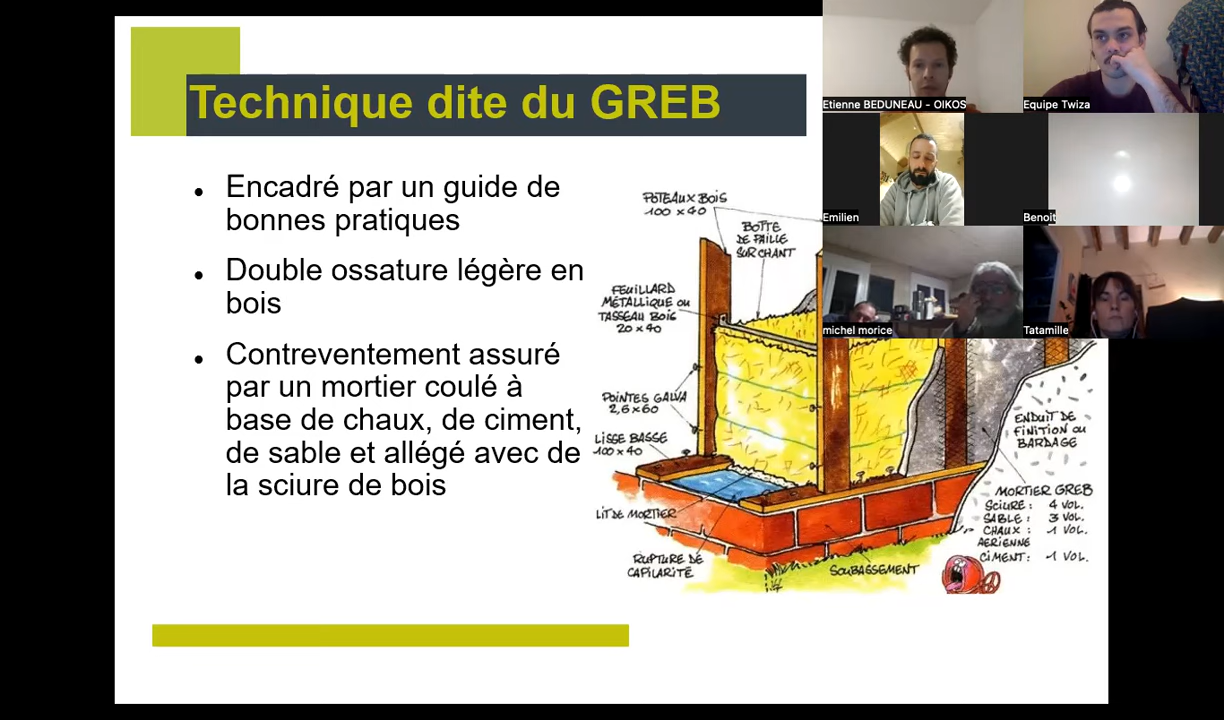 Technique dite du GREB
Encadré par un guide de
bonnes pratiques
Double ossature légère en
bois
Contreventement assuré
par un mortier coulé à
base de chaux, de ciment,
de sable et allégé avec de
la sciure de bois
POTEAUX BOIS
100 x 40
BOTTE
DE PAILLE
SUR CHANT
FEUILLARD
MÉTALLIQUE OU
TASSEAU BOIS
20 x 40
POINTES GALVA
2,6 x 60
LISSE BASSE
100 x 40
LIT DE MORTIER
RUPTURE DE
CAPILARITÉ
SOUBASSEMENT
ENDUIT DE
FINITION OU
BARDAGE
MORTIER GREB
SCIURE : 4 VOL.
SABLE : 3 VOL.
CHAUX : 1 VOL.
AERIENNE
CIMENT : 1 VOL.
Etienne BEDUNEAU - OIKOS
Equipe Twiza
Emilien
Benoit
michel morice
Tatamille